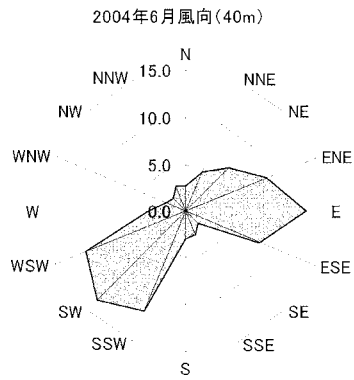 2004年6月風向(40m)
N
15.0
NNW
NNE
NW
10.0
NE
WNW
5.0
ENE
W
0.0
E
WSW
ESE
SW
SE
SSW
SSE
S